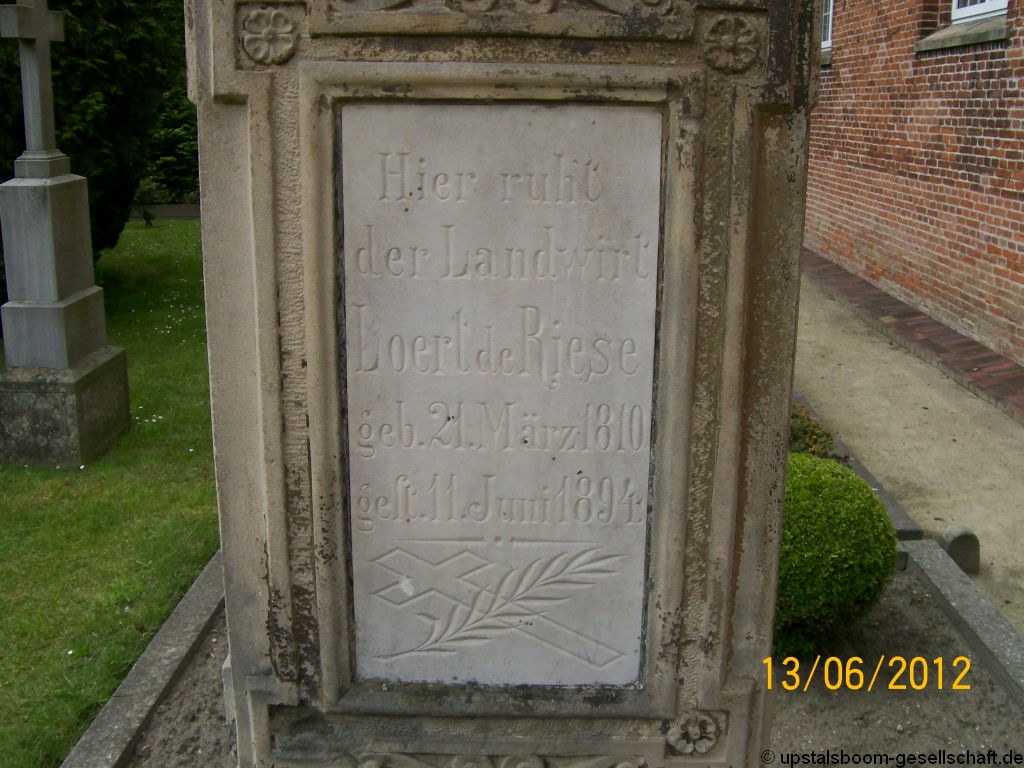 Hier ruht
der Landwirt
Loert de Riese
geb. 21. März 1810
gest. 11. Juni 1894.
13/06/2012
© upstalsboom-gesellschaft.de